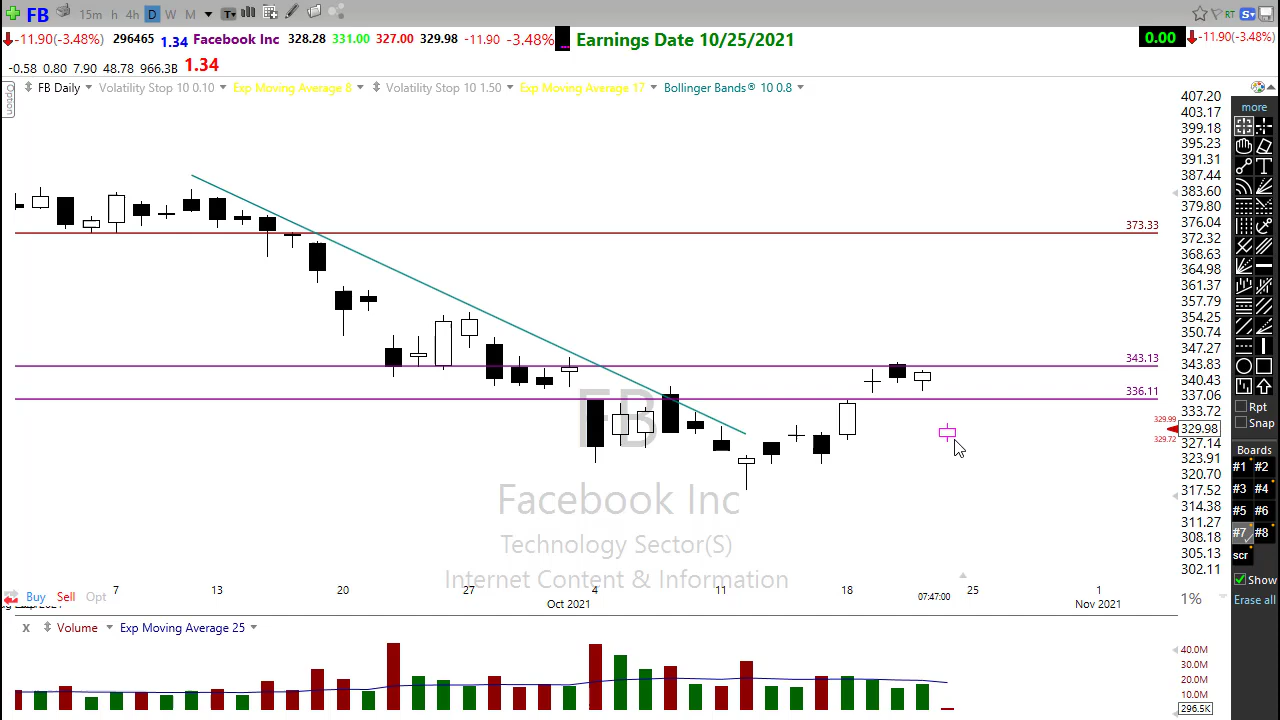 FB 15m h 4h D W M T
RT S
-11.90(-3.48%) 296465 1.34 Facebook Inc 328.28 331.00 327.00 329.98 -11.90 -3.48% Earnings Date 10/25/2021 0.00 -11.90(-3.48%)
-0.58 0.80 7.90 48.78 966.3B 1.34
Option
FB Daily Volatility Stop 10 0.10 Exp Moving Average 8 Volatility Stop 10 1.50 Exp Moving Average 17 Bollinger Bands® 10 0.8
407.20
403.17
399.18
395.23
391.31
387.44
383.60
379.80
376.04
372.32
368.63
364.98
361.37
357.79
354.25
350.74
347.27
343.83
340.43
337.06
333.72
329.98
327.14
323.91
320.70
317.52
314.38
311.27
308.18
305.13
302.11
373.33
343.13
336.11
329.99
329.72
FB
Facebook Inc
Technology Sector(S)
Internet Content & Information
7 13 20 27 4 11 18 07:47:00 25 1
Oct 2021 Nov 2021
Buy Sell Opt
1%
X Volume Exp Moving Average 25
40.0M
30.0M
20.0M
10.0M
296.5K
more
T
Rpt
Snap
Boards
#1 #2
#3 #4
#5 #6
#7 #8
scr
Show
Erase all